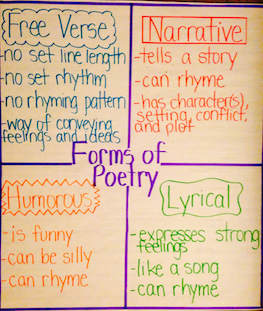 Free Verse
-no set line length
-no set rhythm
-no rhyming pattern
-way of conveying
feelings and ideas
Narrative
-tells a story
-can rhyme
-has character(s),
setting, conflict,
and plot
Forms of
Poetry
Humorous
-is funny
-can be silly
-can rhyme
Lyrical
-expresses strong
feelings
-like a song
-can rhyme